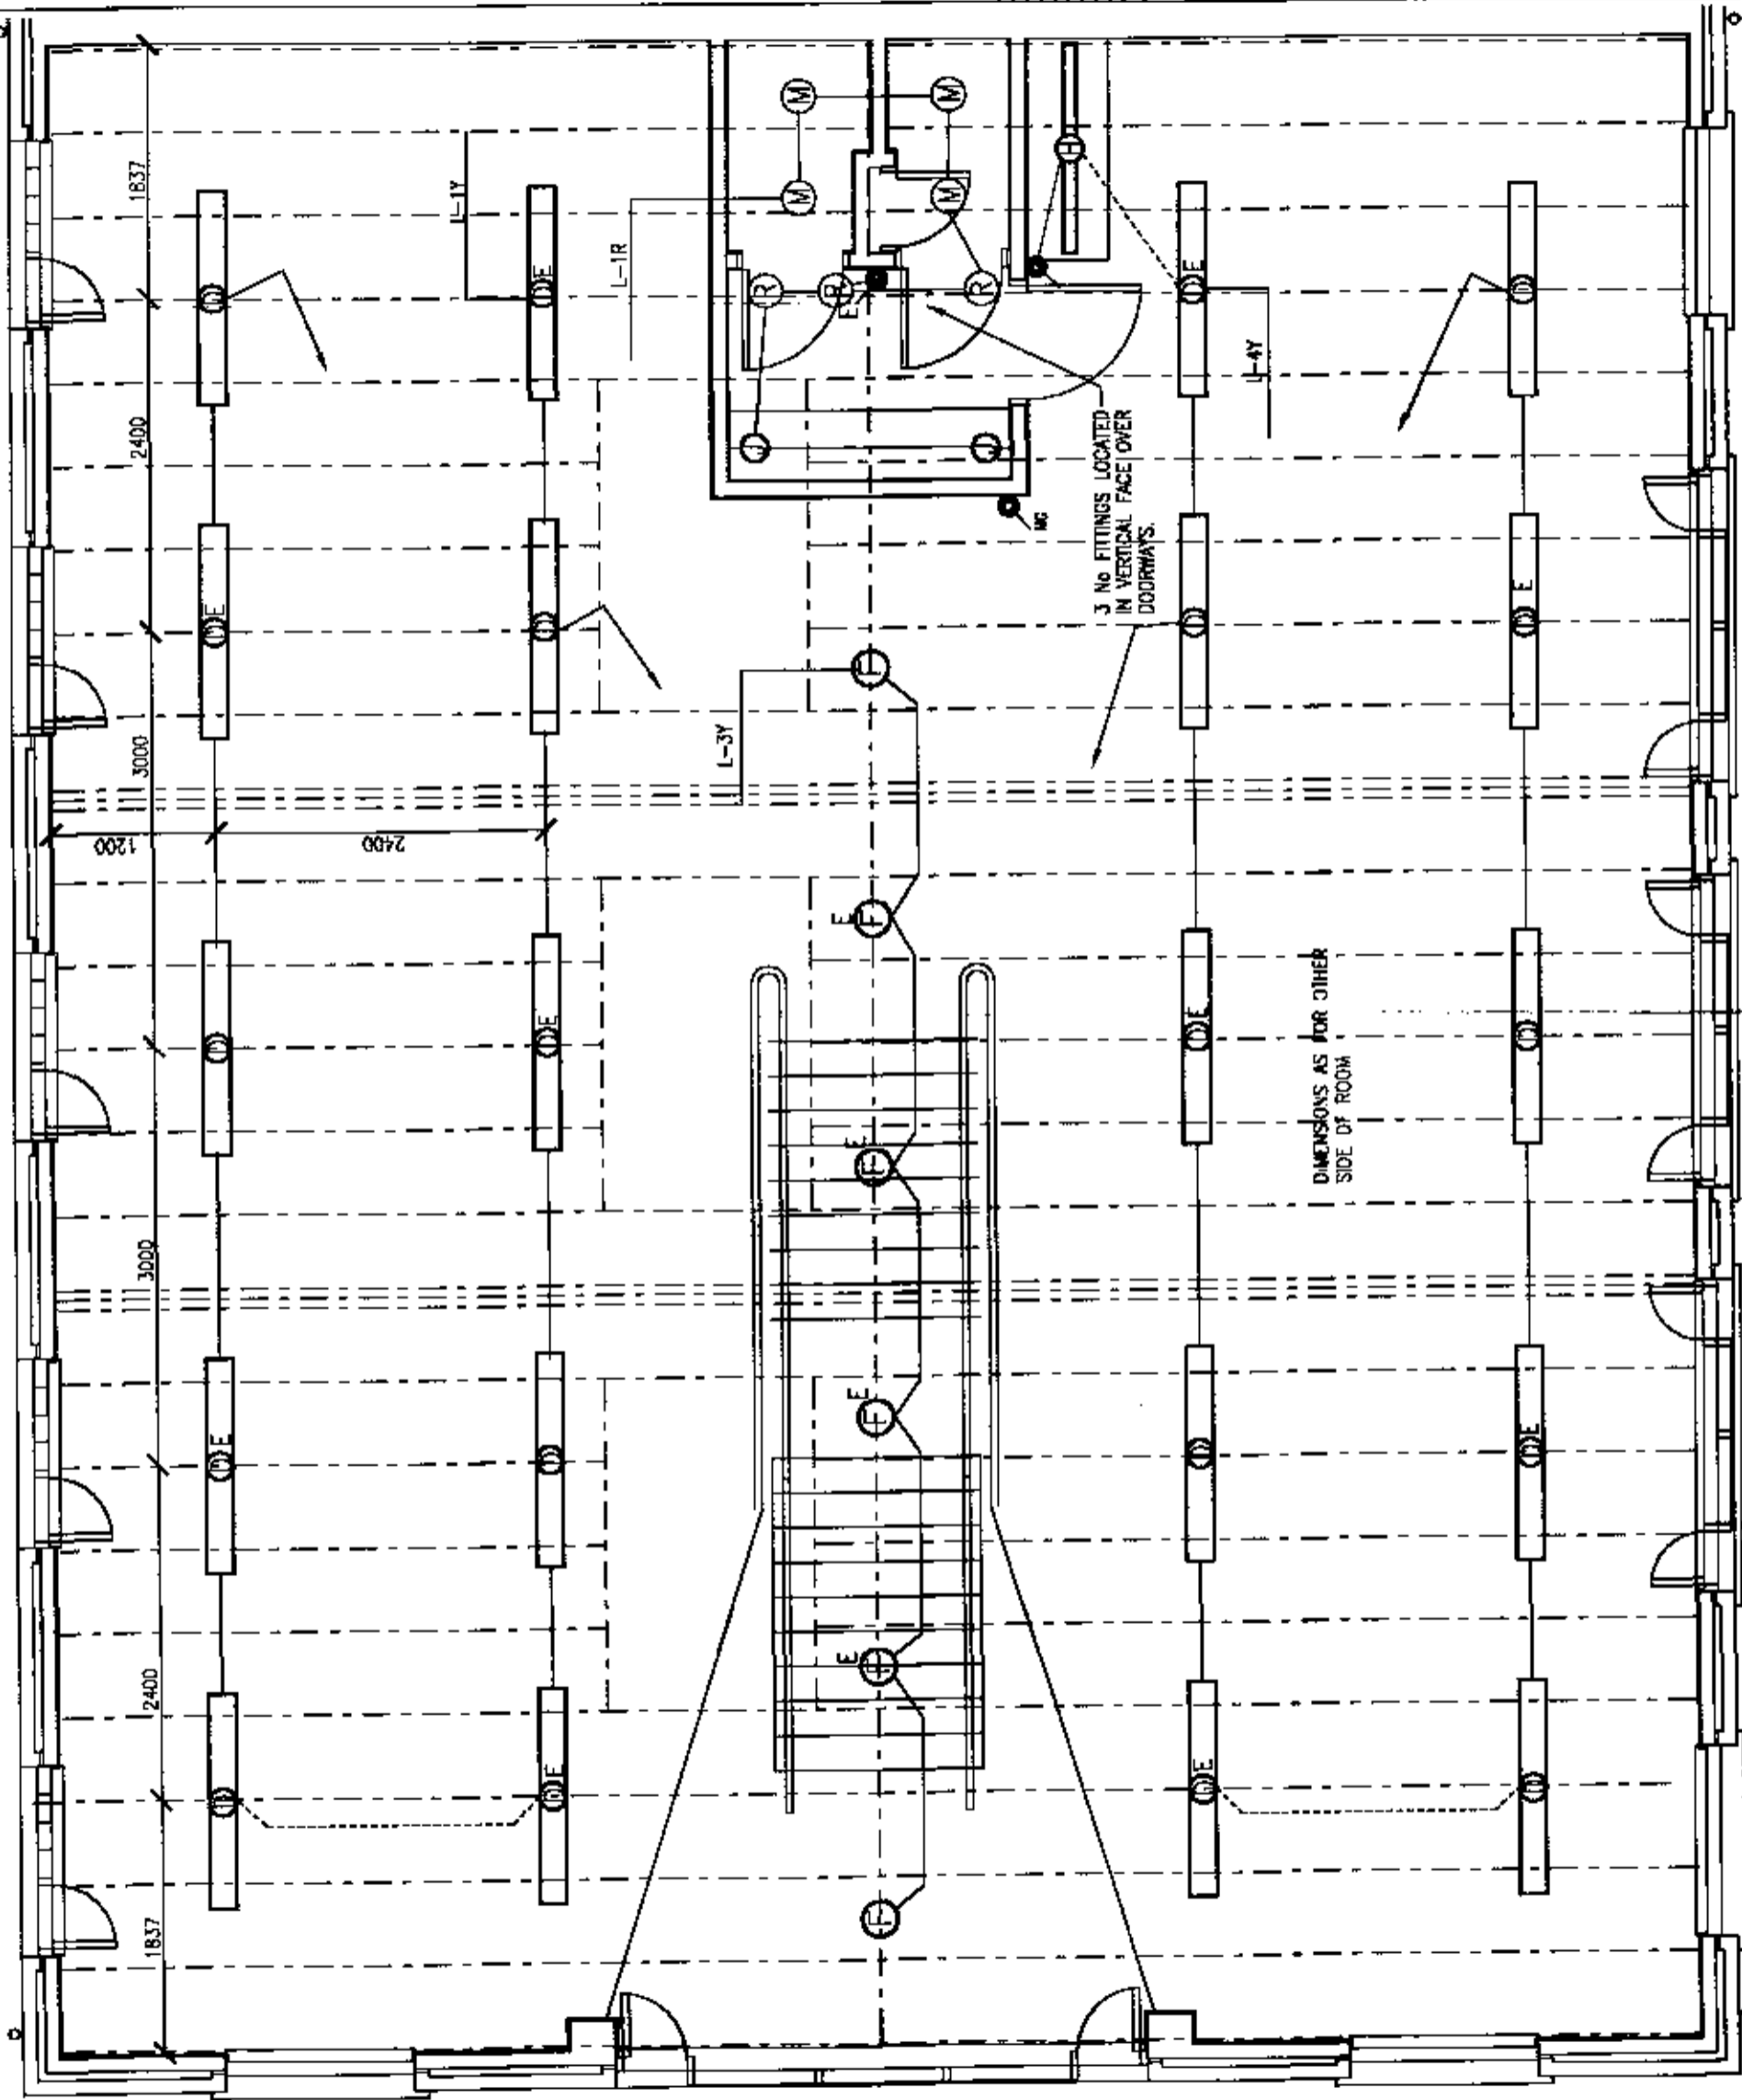 1837
2400
3000
3000
2400
1837
1200
2400
L-1Y
L-1R
L-3Y
L-4Y
M
M
M
M
R
R
R
E
J
J
H
NG
3 No FITTINGS LOCATED
IN VERTICAL FACE OVER
DOORWAYS.
DIMENSIONS AS FOR OTHER
SIDE OF ROOM
D
D E
D E
D
D E
D
D
D E
D E
D
D
D E
D
D E
D E
D
D
D E
D E
D
F
F E
F E
F E
F E
F